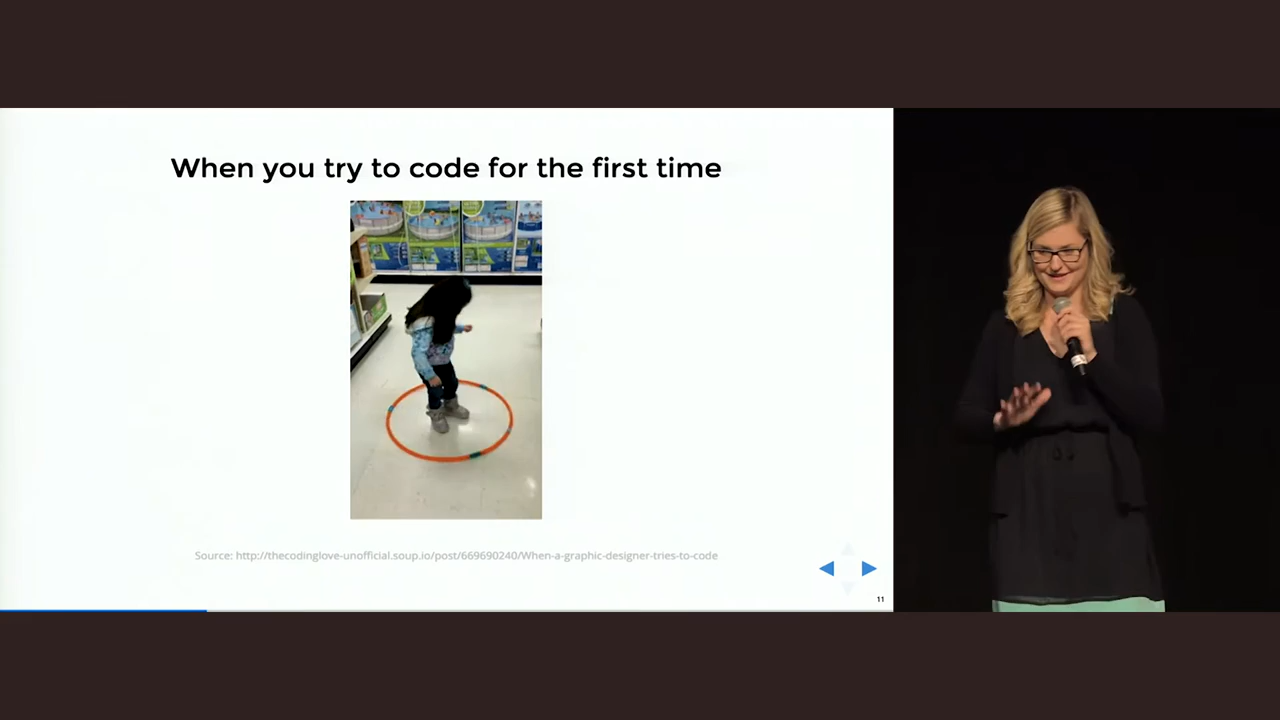 When you try to code for the first time
Source: http://thecodinglove-unofficial.soup.io/post/669690240/When-a-graphic-designer-tries-to-code
11